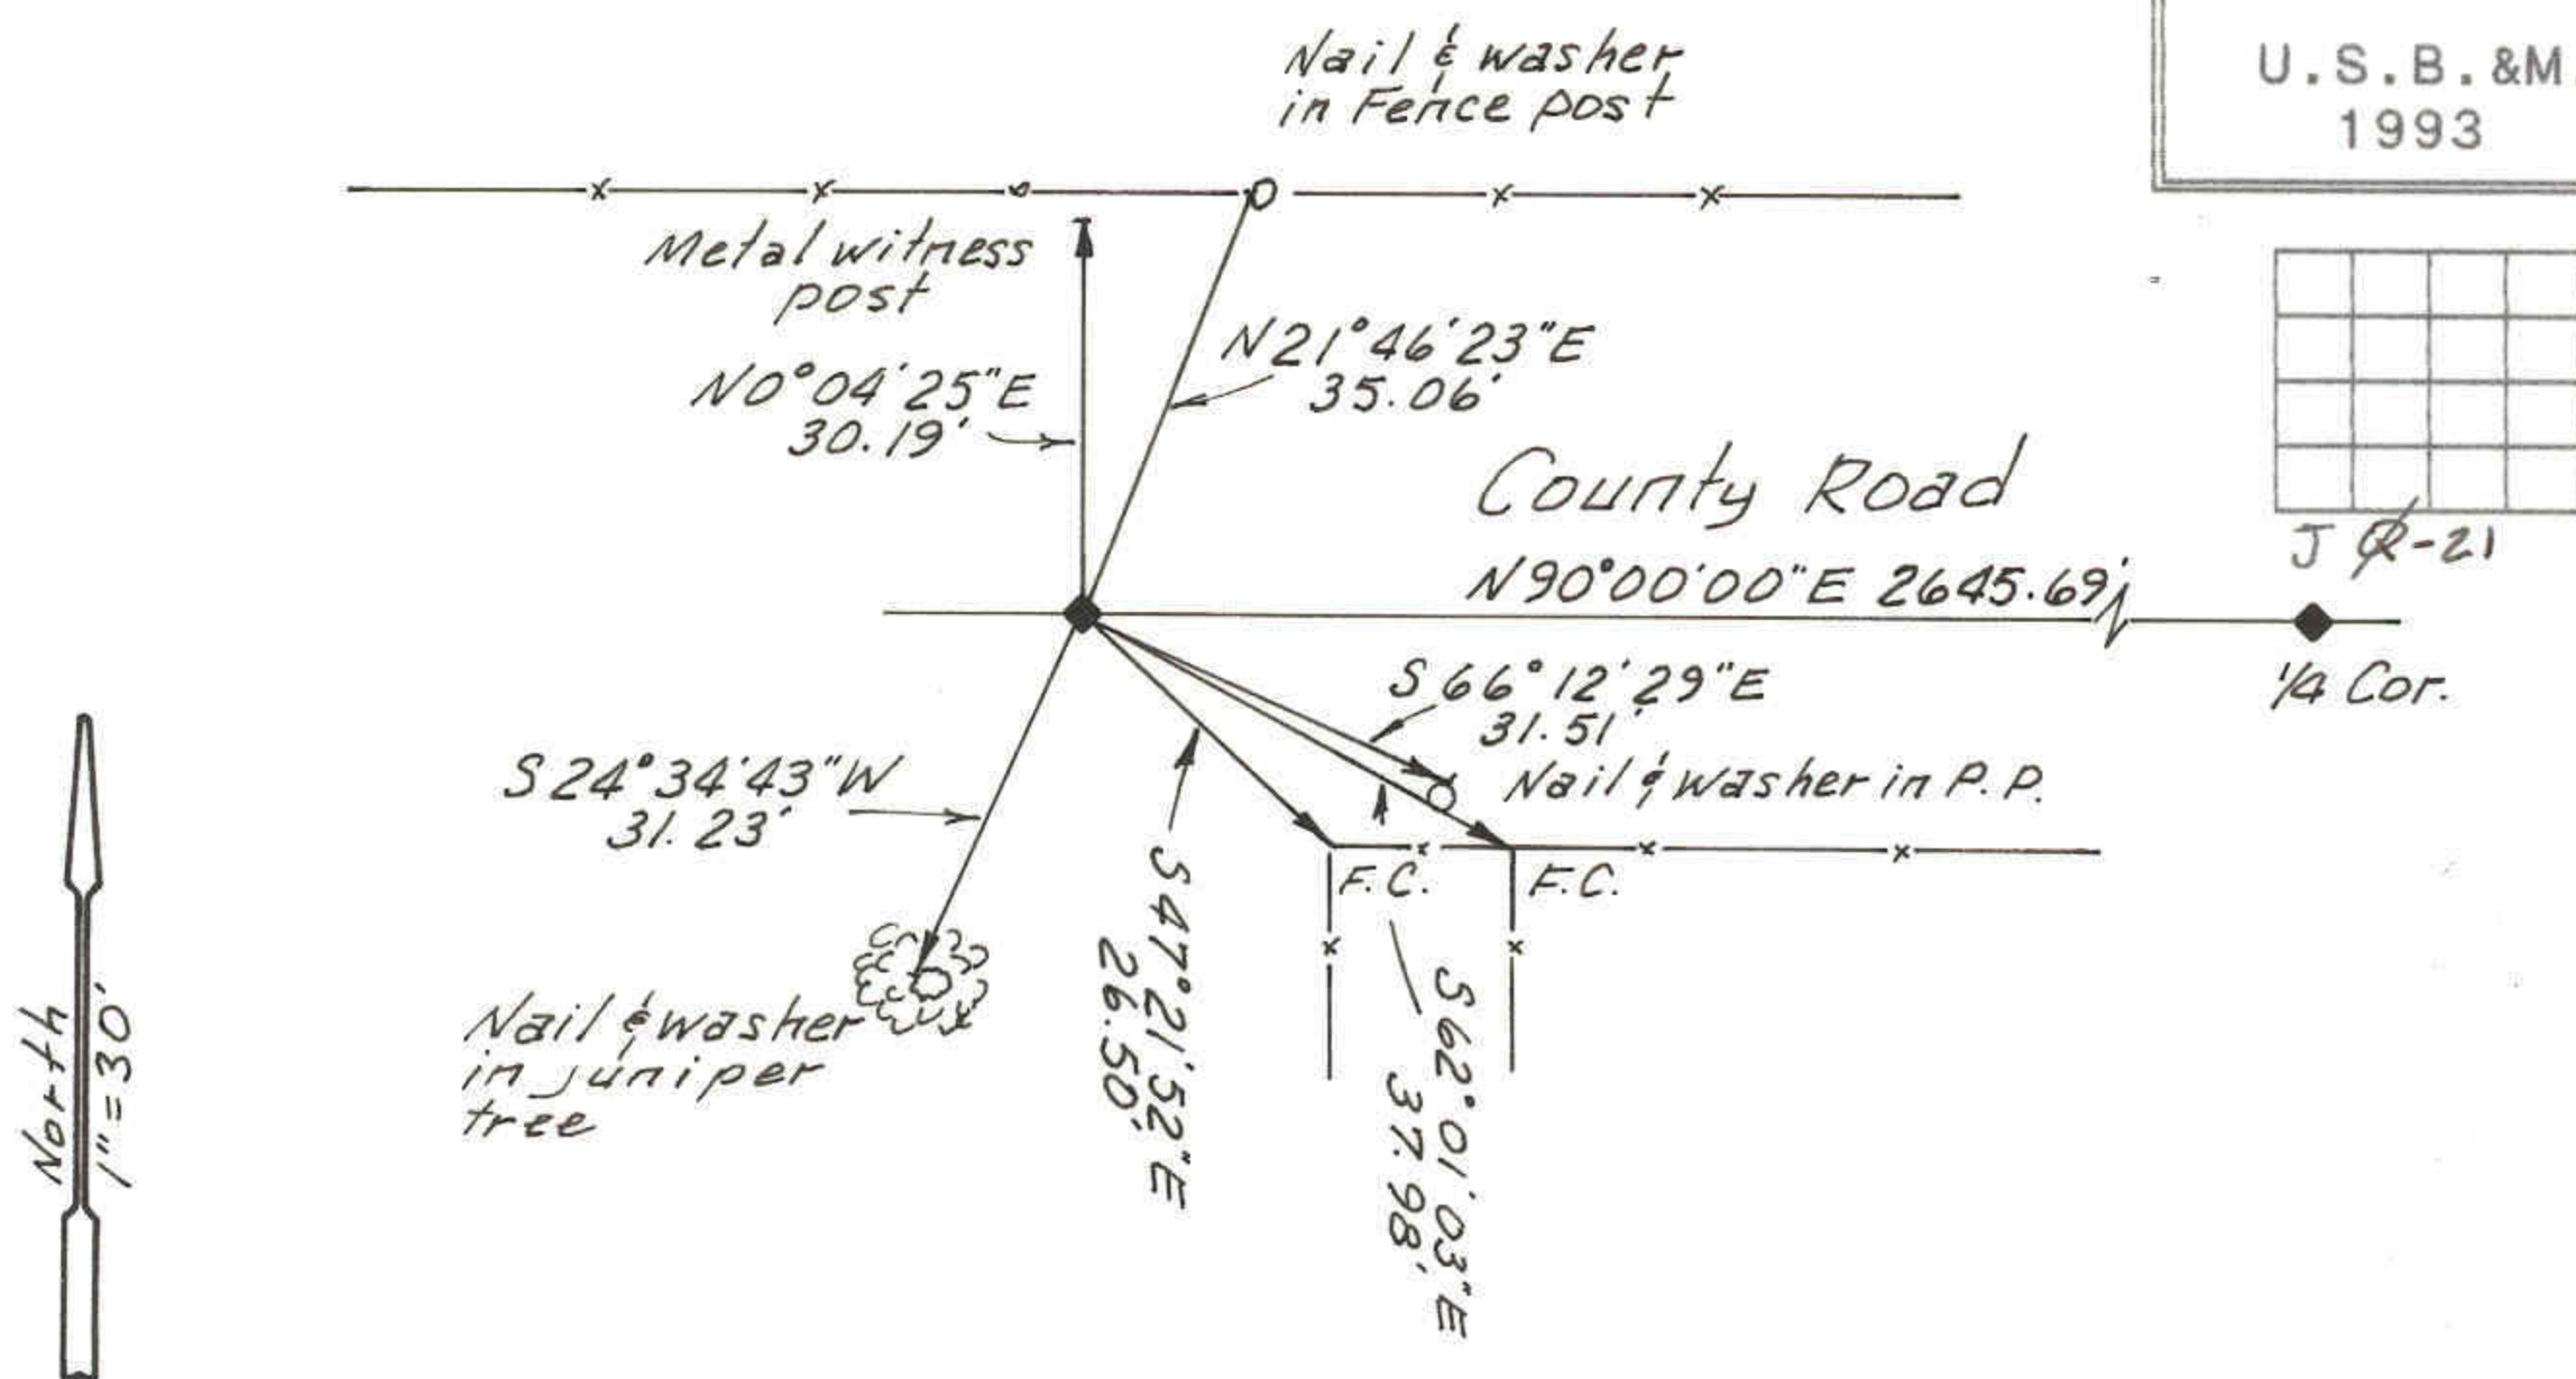 U.S.B.&M.
1993
Nail & washer
in Fence post
Metal witness
post
N21°46'23"E
35.06'
N0°04'25"E
30.19'
County Road
N90°00'00"E 2645.69'
J R-21
1/4 Cor.
S66°12'29"E
31.51'
Nail & washer in P.P.
S24°34'43"W
31.23'
F.C.
F.C.
S47°21'52"E
26.50'
S62°01'03"E
37.98'
Nail & washer
in juniper
tree
North
1"=30'